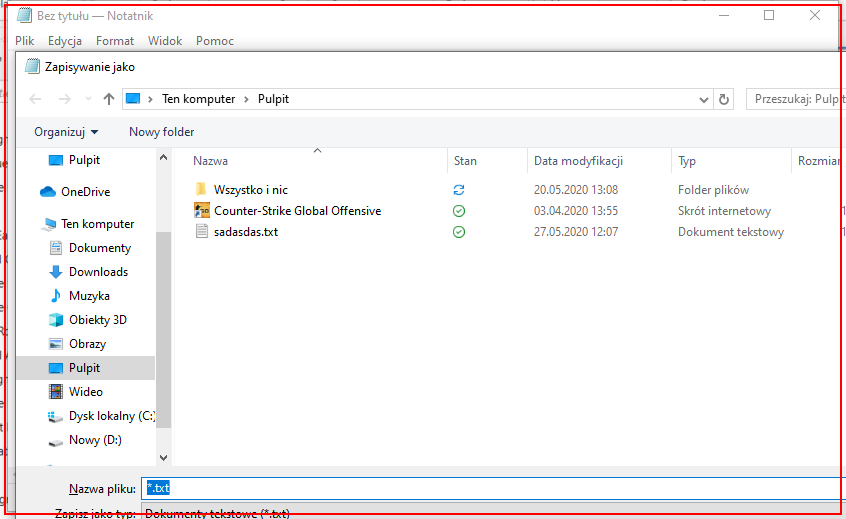 Bez tytułu — Notatnik
Plik Edycja Format Widok Pomoc
Zapisywanie jako
Ten komputer Pulpit
Przeszukaj: Pulpit
Organizuj Nowy folder
Nazwa Stan Data modyfikacji Typ Rozmiar
Wszystko i nic 20.05.2020 13:08 Folder plików
Counter-Strike Global Offensive 03.04.2020 13:55 Skrót internetowy
sadasdas.txt 27.05.2020 12:07 Dokument tekstowy
Pulpit
OneDrive
Ten komputer
Dokumenty
Downloads
Muzyka
Obiekty 3D
Obrazy
Pulpit
Wideo
Dysk lokalny (C:)
Nowy (D:)
Nazwa pliku: *.txt
Zapisz jako typ: Dokumenty tekstowe (*.txt)